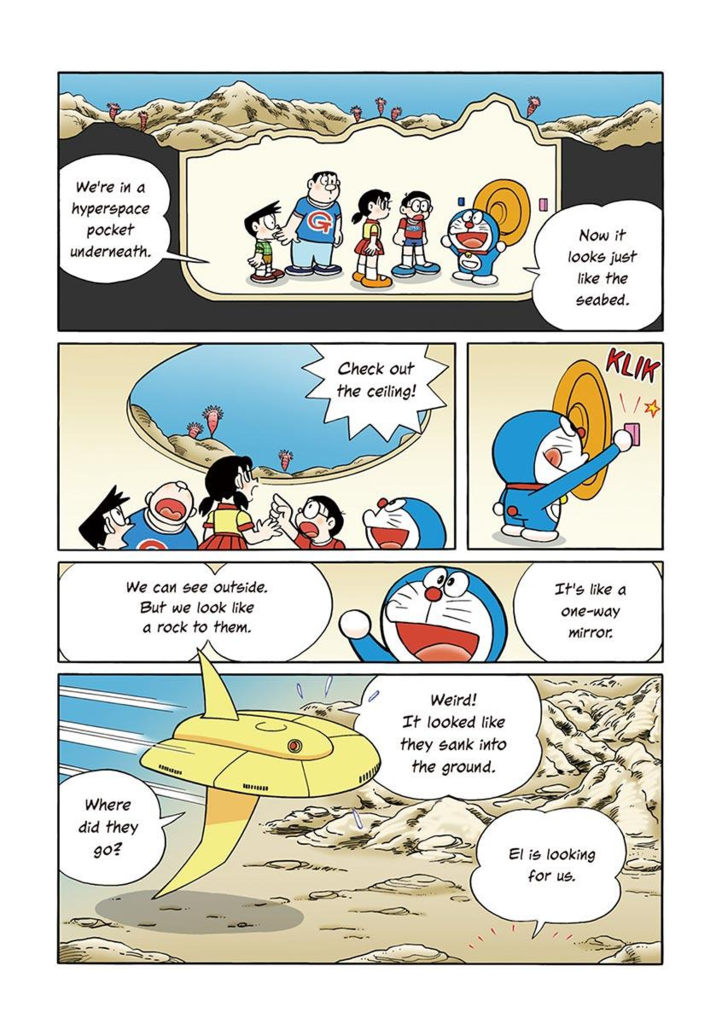 We're in a
hyperspace
pocket
underneath.
G
Now it
looks just
like the
seabed.
Check out
the ceiling!
KLIK
We can see outside.
But we look like
a rock to them.
It's like a
one-way
mirror.
Weird!
It looked like
they sank into
the ground.
Where
did they
go?
El is looking
for us.